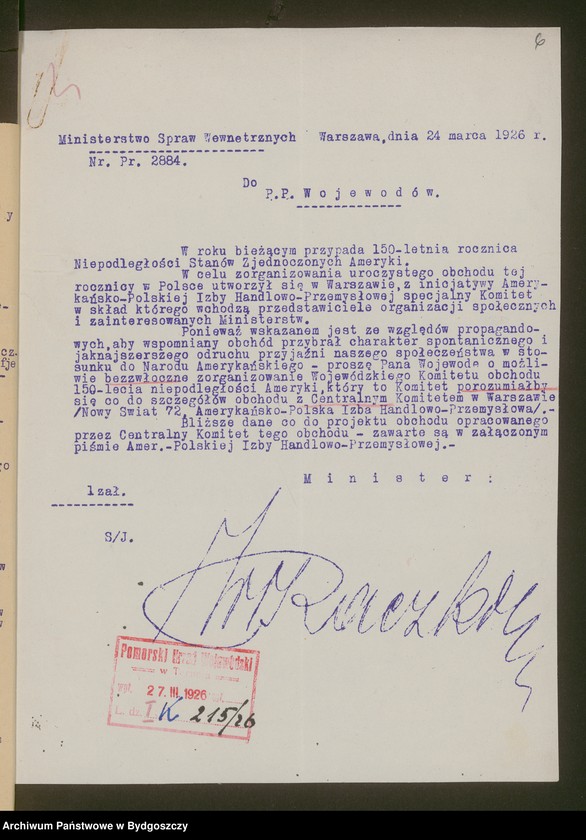 6
Ministerstwo Spraw Wewnetrznych Warszawa,dnia 24 marca 1926 r.
Nr. Pr. 2884.
Do
P.P. Wojewodów.
W roku bieżącym przypada 150-letnia rocznica
Niepodległości Stanów Zjednoczonych Ameryki.
W celu zorganizowania uroczystego obchodu tej
rocznicy w Polsce utworzył się w Warszawie,z inicjatywy Amery-
kańsko-Polskiej Izby Handlowo-Przemysłowej specjalny Komitet
w skład którego wchodzą przedstawiciele organizacji społecznych
i zainteresowanych Ministerstw.
Ponieważ wskazanem jest ze względów propagando-
wych,aby wspomniany obchód przybrał charakter spontanicznego i
jaknajszerszego odruchu przyjaźni naszego społeczeństwa w sto-
sunku do Narodu Amerykańskiego - proszę Pana Wojewodę o możli-
wie bezzwłoczne zorganizowanie Wojewódzkiego Komitetu obchodu
150-lecia niepodległości Ameryki,który to Komitet porozumiałby
się co do szczegółów obchodu z Centralnym Komitetem w Warszawie
/Nowy Swiat 72, Amerykańsko-Polska Izba Handlowo-Przemysłowa/.-
Bliższe dane co do projektu obchodu opracowanego
przez Centralny Komitet tego obchodu - zawarte są w załączonym
piśmie Amer.-Polskiej Izby Handlowo-Przemysłowej.-
Minister:
1zał.
S/J.
Pomorski Urząd Wojewódzki
w
27.III.1926
I K 215/26
Archiwum Państwowe w Bydgoszczy